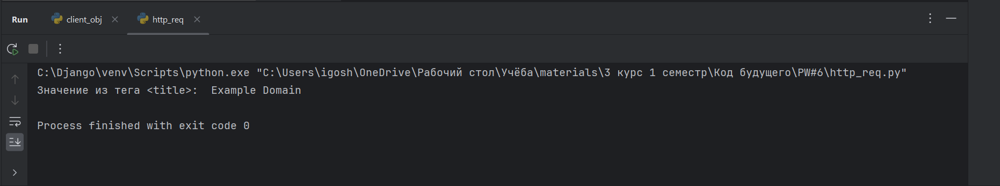 Run client_obj http_req
C:\Django\venv\Scripts\python.exe "C:\Users\igosh\OneDrive\Рабочий стол\Учёба\materials\3 курс 1 семестр\Код будущего\PW#6\http_req.py"
Значение из тега <title>:  Example Domain
Process finished with exit code 0